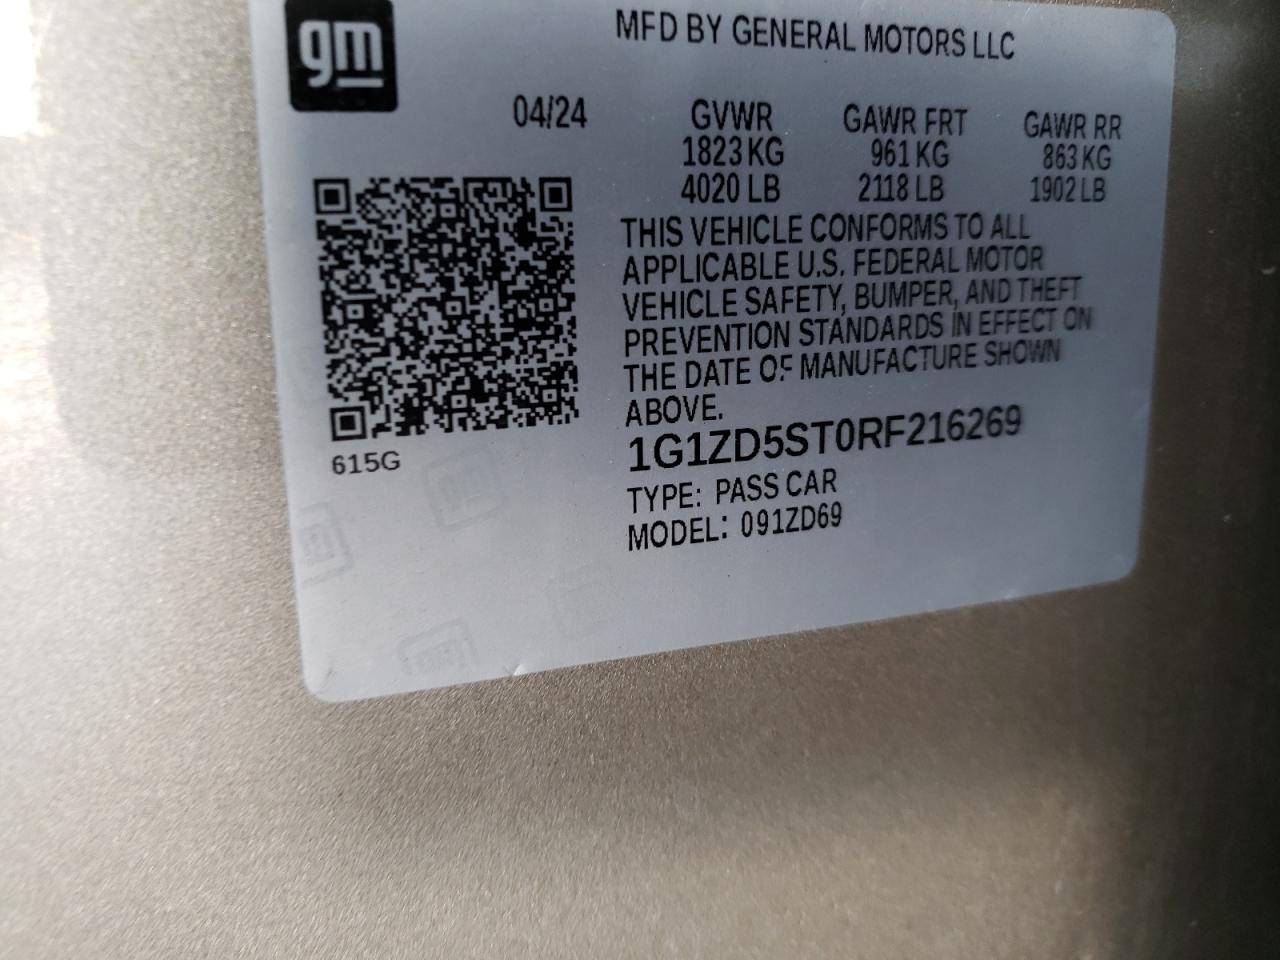 gm
MFD BY GENERAL MOTORS LLC
04/24 GVWR GAWR FRT GAWR RR
1823 KG 961 KG 863 KG
4020 LB 2118 LB 1902 LB
THIS VEHICLE CONFORMS TO ALL
APPLICABLE U.S. FEDERAL MOTOR
VEHICLE SAFETY, BUMPER, AND THEFT
PREVENTION STANDARDS IN EFFECT ON
THE DATE OF MANUFACTURE SHOWN
ABOVE.
1G1ZD5ST0RF216269
615G
TYPE: PASS CAR
MODEL: 091ZD69